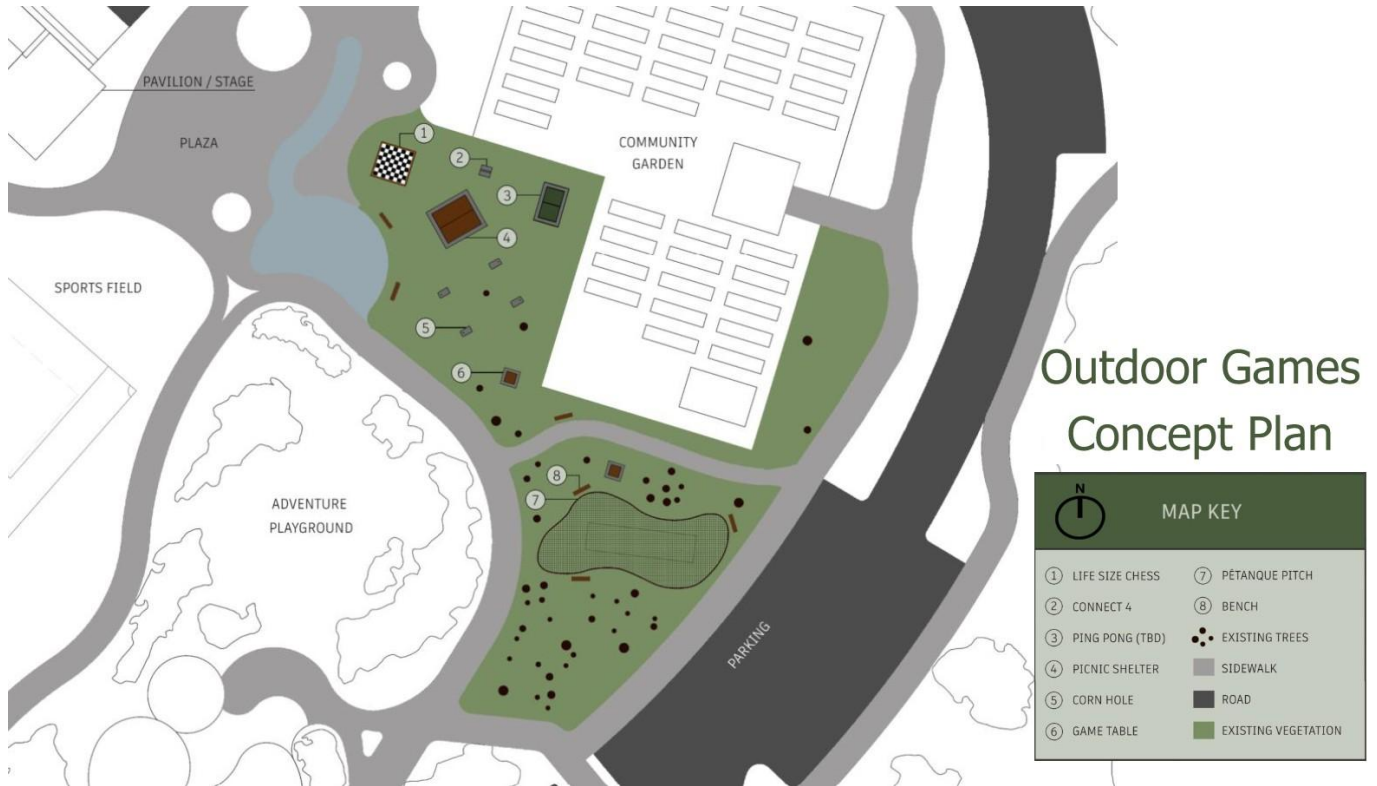 PAVILION / STAGE
PLAZA
SPORTS FIELD
COMMUNITY
GARDEN
1
2
3
4
5
6
8
7
ADVENTURE
PLAYGROUND
PARKING
Outdoor Games
Concept Plan
N
MAP KEY
1 LIFE SIZE CHESS
2 CONNECT 4
3 PING PONG (TBD)
4 PICNIC SHELTER
5 CORN HOLE
6 GAME TABLE
7 PÉTANQUE PITCH
8 BENCH
EXISTING TREES
SIDEWALK
ROAD
EXISTING VEGETATION